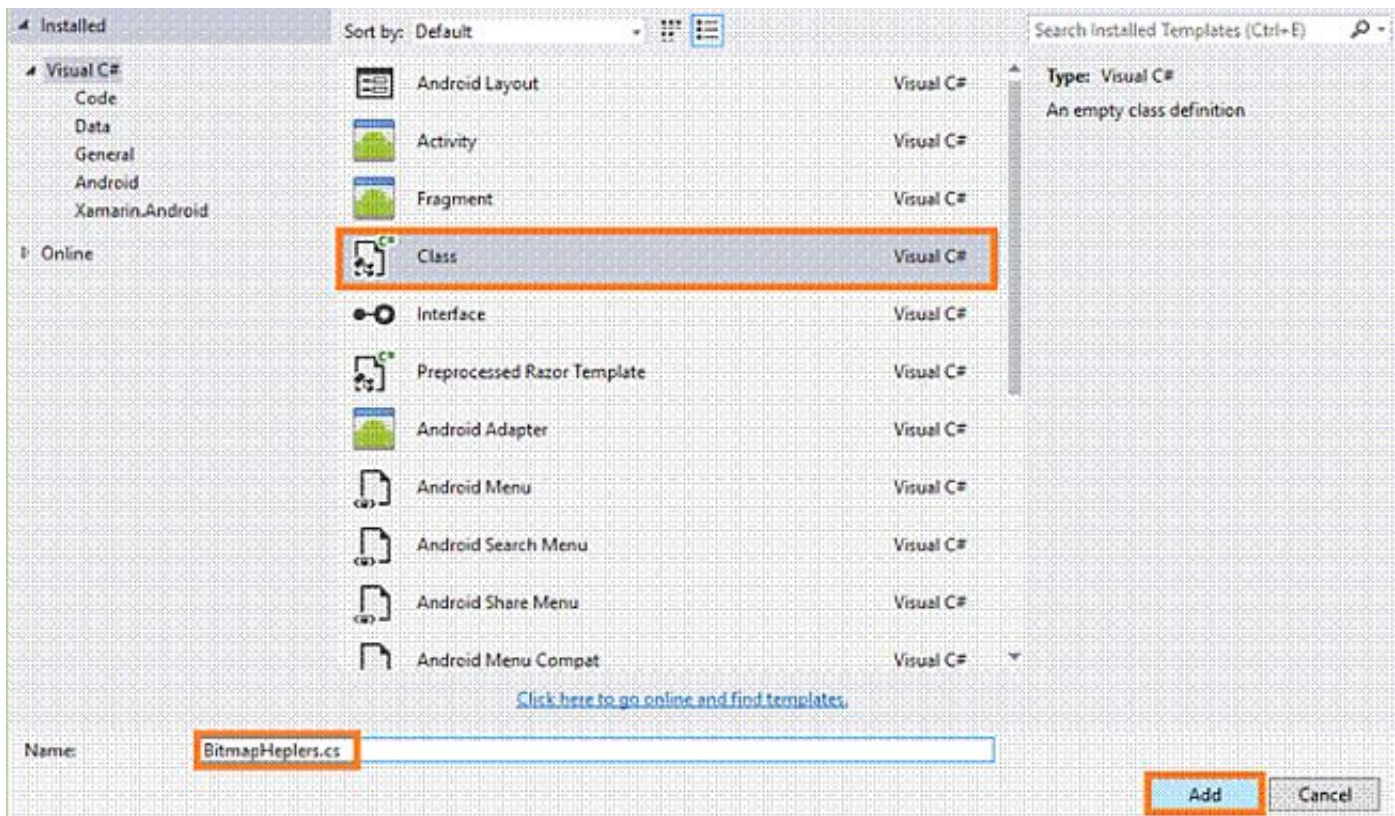 Installed
Visual C#
Code
Data
General
Android
Xamarin.Android
Online
Sort by: Default
Android Layout Visual C#
Activity Visual C#
Fragment Visual C#
Class Visual C#
Interface Visual C#
Preprocessed Razor Template Visual C#
Android Adapter Visual C#
Android Menu Visual C#
Android Search Menu Visual C#
Android Share Menu Visual C#
Android Menu Compat Visual C#
Click here to go online and find templates.
Search Installed Templates (Ctrl+E)
Type: Visual C#
An empty class definition
Name: BitmapHeplers.cs
Add Cancel